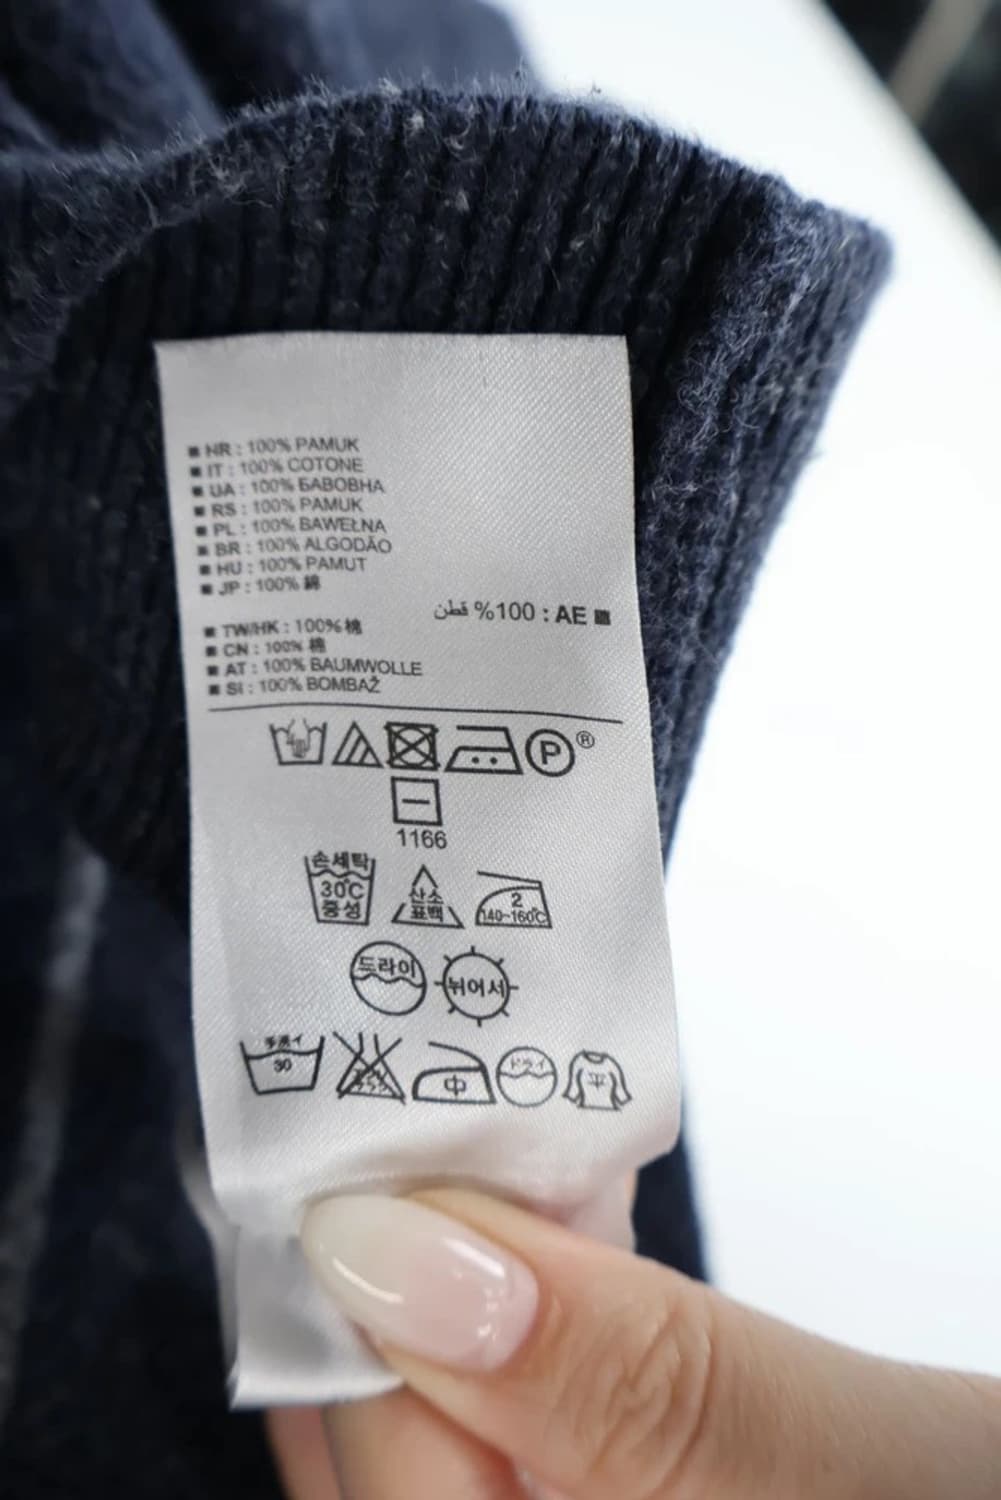 ■ HR : 100% PAMUK
■ IT : 100% COTONE
■ UA : 100% БАВОВНА
■ RS : 100% PAMUK
■ PL : 100% BAWEŁNA
■ BR : 100% ALGODÃO
■ HU : 100% PAMUT
■ JP : 100% 綿
■ AE : 100% قطن
■ TW/HK : 100% 棉
■ CN : 100% 棉
■ AT : 100% BAUMWOLLE
■ SI : 100% BOMBAŽ
P ®
1166
손세탁
30℃
중성
산소
표백
2
140~160℃
드라이
뉘어서
手洗イ
30
中
ドライ
平